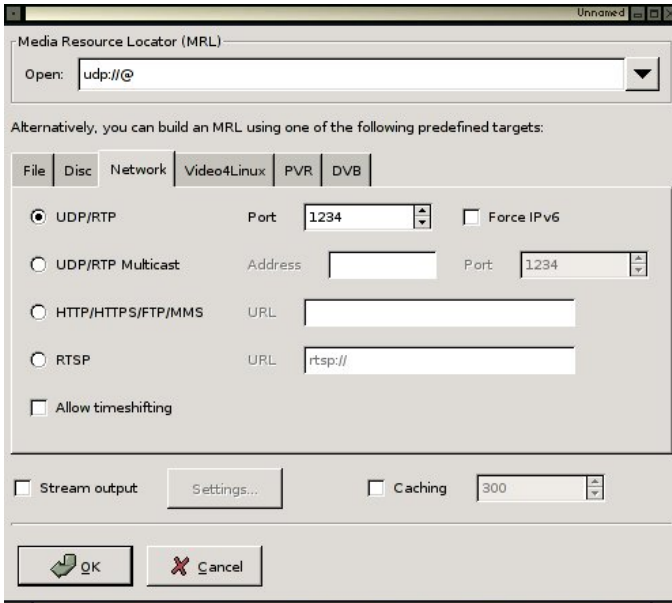 Unnamed
Media Resource Locator (MRL)
Open: udp://@
Alternatively, you can build an MRL using one of the following predefined targets:
File Disc Network Video4Linux PVR DVB
UDP/RTP Port 1234 Force IPv6
UDP/RTP Multicast Address Port 1234
HTTP/HTTPS/FTP/MMS URL
RTSP URL rtsp://
Allow timeshifting
Stream output Settings... Caching 300
OK Cancel